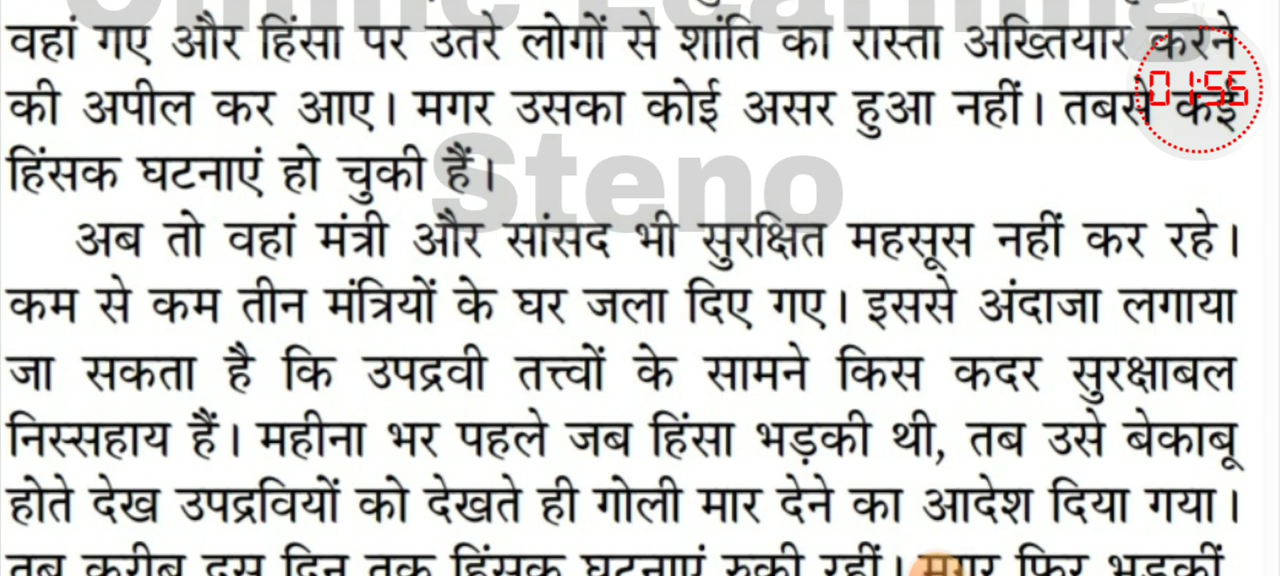 Online Learning
वहां गए और हिंसा पर उतरे लोगों से शांति का रास्ता अख्तियार करने
01:55
की अपील कर आए। मगर उसका कोई असर हुआ नहीं। तबसे कई
Steno
हिंसक घटनाएं हो चुकी हैं।
अब तो वहां मंत्री और सांसद भी सुरक्षित महसूस नहीं कर रहे।
कम से कम तीन मंत्रियों के घर जला दिए गए। इससे अंदाजा लगाया
जा सकता है कि उपद्रवी तत्त्वों के सामने किस कदर सुरक्षाबल
निस्सहाय हैं। महीना भर पहले जब हिंसा भड़की थी, तब उसे बेकाबू
होते देख उपद्रवियों को देखते ही गोली मार देने का आदेश दिया गया।
तब करीब दस दिन तक हिंसक घटनाएं रुकी रहीं। मगर फिर भड़कीं